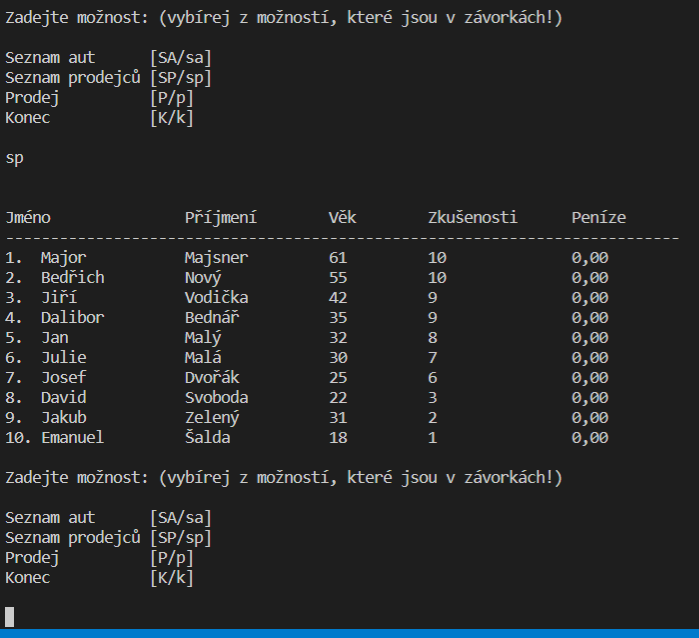 Zadejte možnost: (vybírej z možností, které jsou v závorkách!)
Seznam aut [SA/sa]
Seznam prodejců [SP/sp]
Prodej [P/p]
Konec [K/k]
sp
Jméno Příjmení Věk Zkušenosti Peníze
---------------------------------------------------------------------------
1. Major Majsner 61 10 0,00
2. Bedřich Nový 55 10 0,00
3. Jiří Vodička 42 9 0,00
4. Dalibor Bednář 35 9 0,00
5. Jan Malý 32 8 0,00
6. Julie Malá 30 7 0,00
7. Josef Dvořák 25 6 0,00
8. David Svoboda 22 3 0,00
9. Jakub Zelený 31 2 0,00
10. Emanuel Šalda 18 1 0,00
Zadejte možnost: (vybírej z možností, které jsou v závorkách!)
Seznam aut [SA/sa]
Seznam prodejců [SP/sp]
Prodej [P/p]
Konec [K/k]